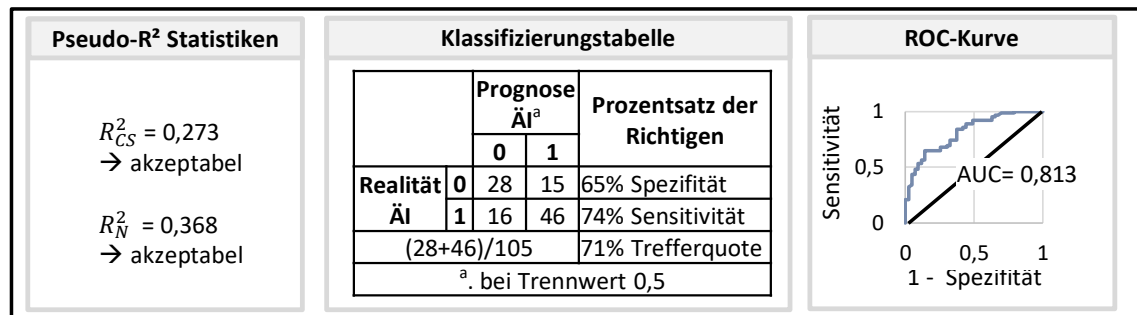 Pseudo-R² Statistiken
R²CS = 0,273
→ akzeptabel
R²N = 0,368
→ akzeptabel
Klassifizierungstabelle
Prognose ÄIᵃ Prozentsatz der Richtigen
0 1
Realität ÄI 0 28 15 65% Spezifität
1 16 46 74% Sensitivität
(28+46)/105 71% Trefferquote
ᵃ. bei Trennwert 0,5
ROC-Kurve
Sensitivität
1
0,5
0
AUC= 0,813
0 0,5 1
1 - Spezifität